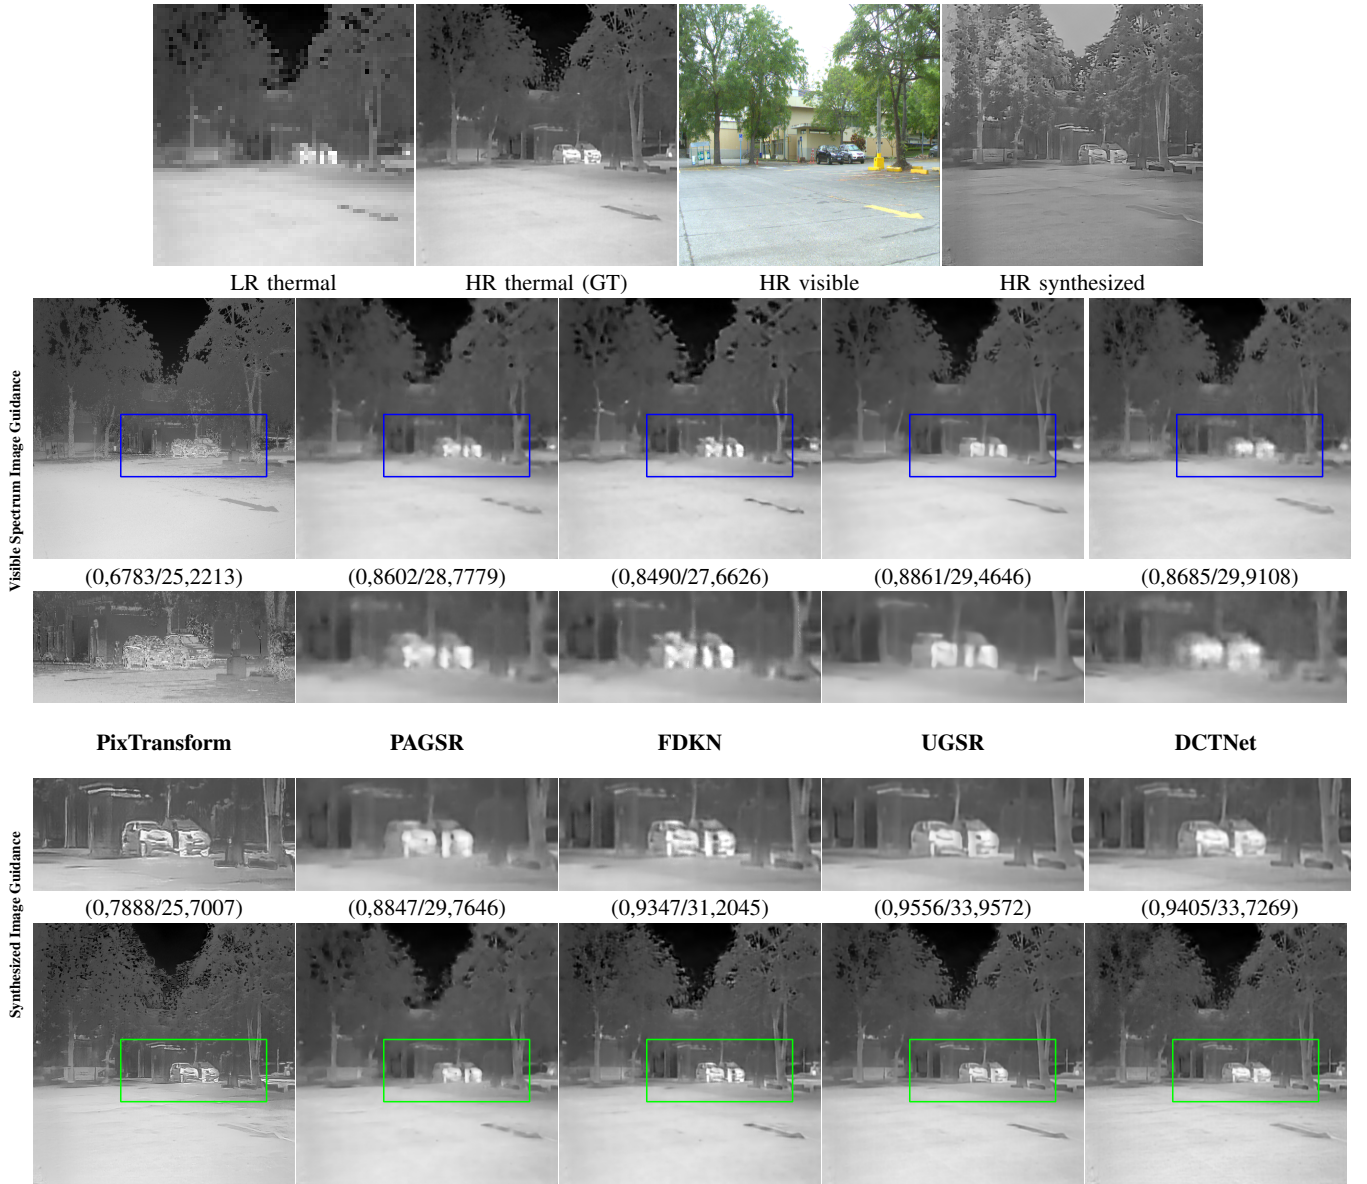 LR thermal
HR thermal (GT)
HR visible
HR synthesized
Visible Spectrum Image Guidance
(0,6783/25,2213)
(0,8602/28,7779)
(0,8490/27,6626)
(0,8861/29,4646)
(0,8685/29,9108)
PixTransform
PAGSR
FDKN
UGSR
DCTNet
Synthesized Image Guidance
(0,7888/25,7007)
(0,8847/29,7646)
(0,9347/31,2045)
(0,9556/33,9572)
(0,9405/33,7269)